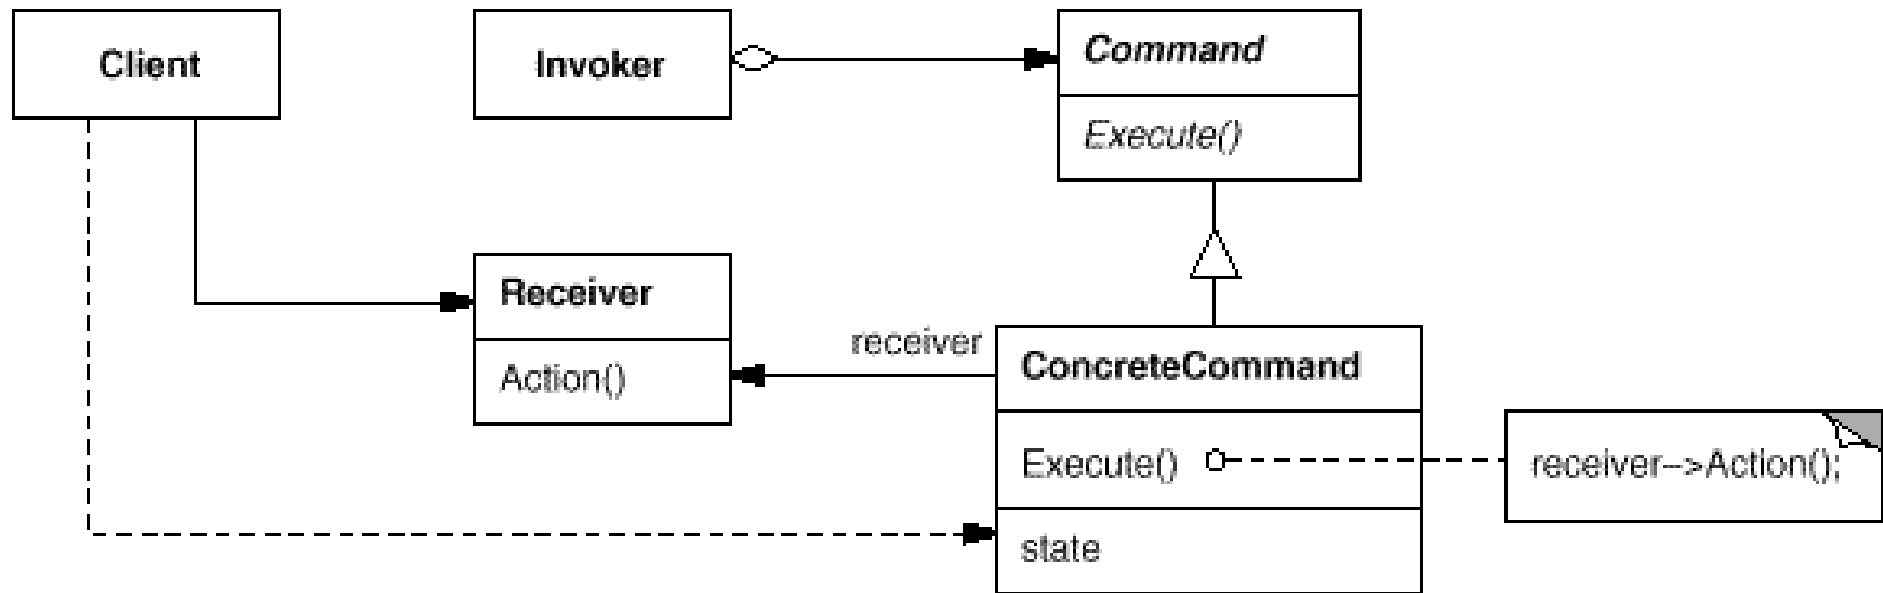 Client
Invoker
Command
Execute()
Receiver
Action()
receiver
ConcreteCommand
Execute()
state
receiver-->Action();